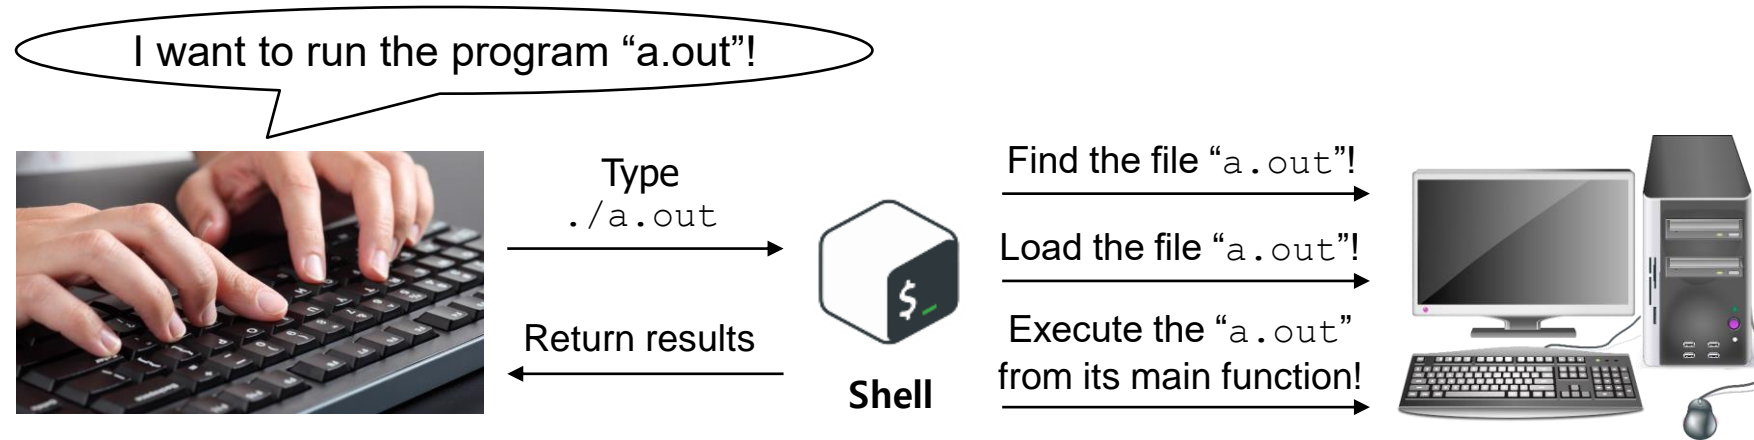 I want to run the program “a.out”!
Type
./a.out
Return results
$_
Shell
Find the file “a.out”!
Load the file “a.out”!
Execute the “a.out”
from its main function!